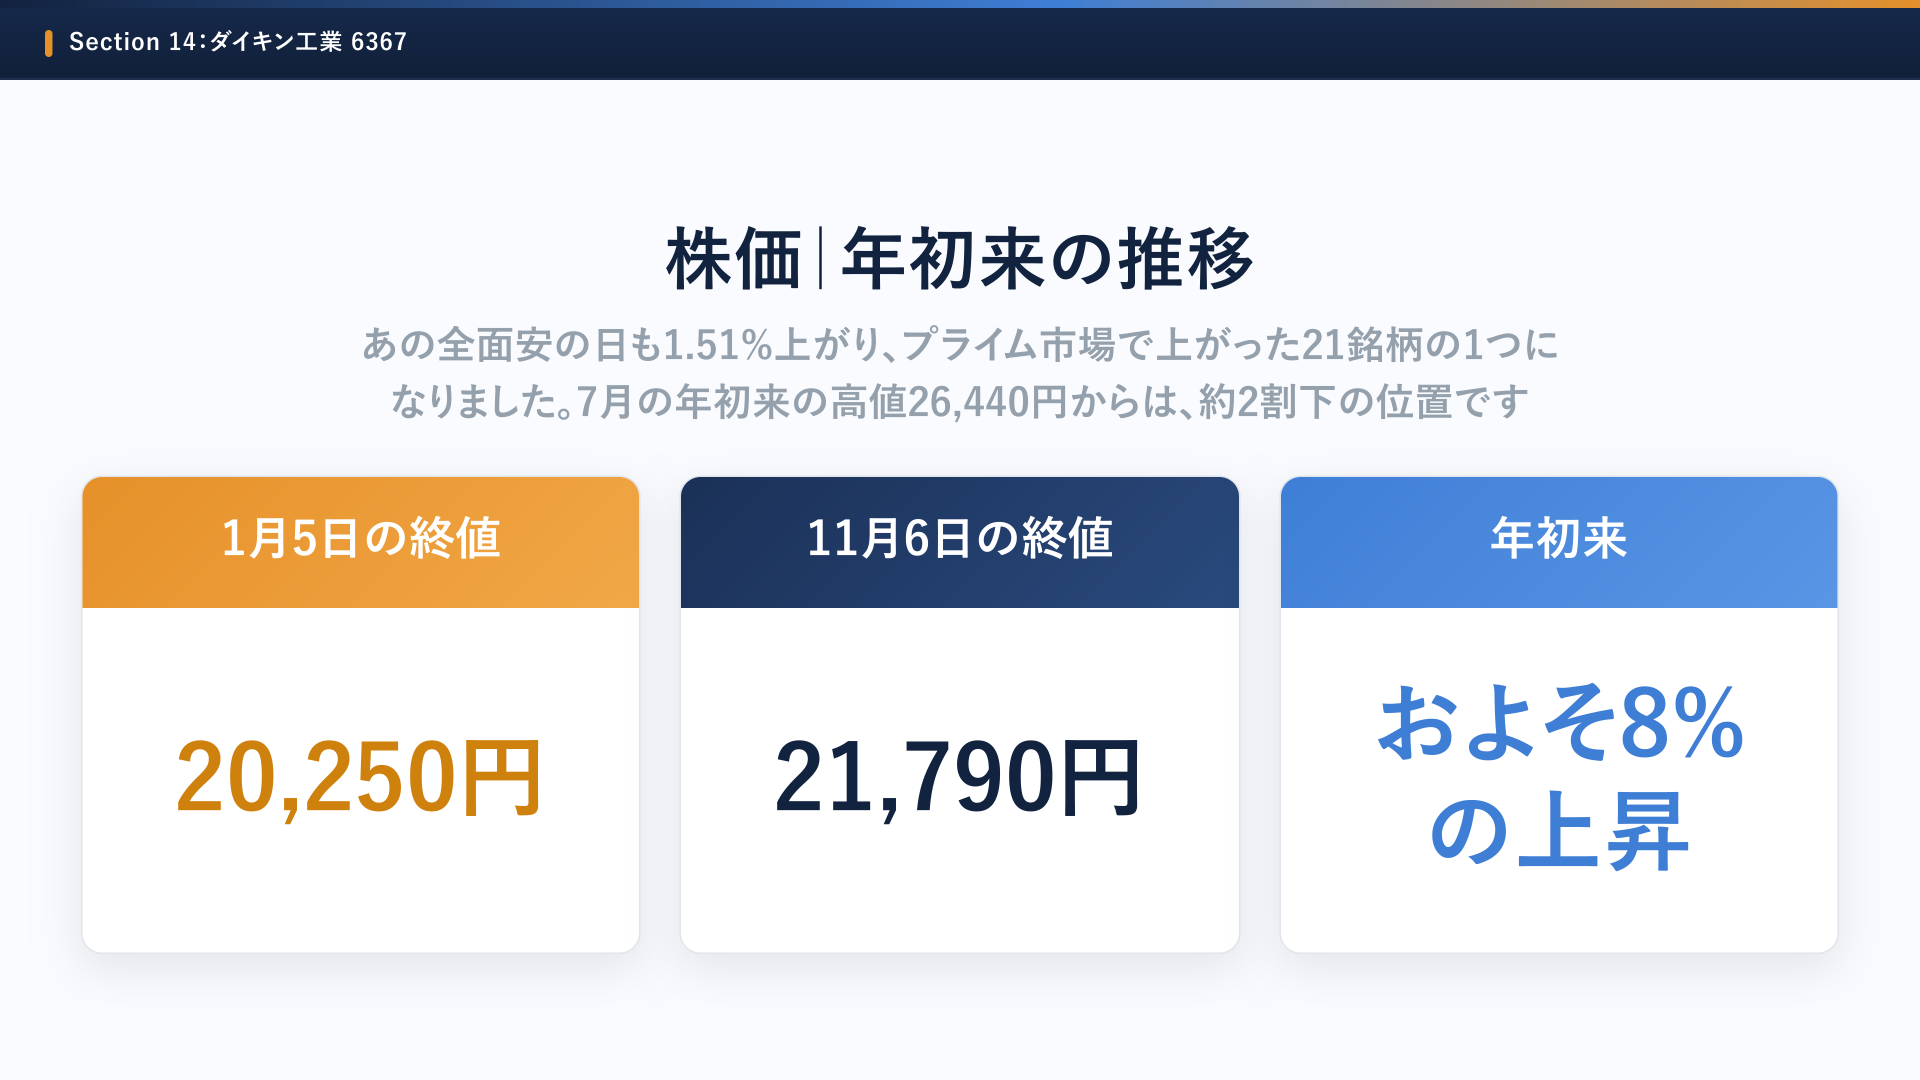 Section 14：ダイキン工業 6367
株価｜年初来の推移
あの全面安の日も1.51%上がり、プライム市場で上がった21銘柄の1つに
なりました。7月の年初来の高値26,440円からは、約2割下の位置です
1月5日の終値
20,250円
11月6日の終値
21,790円
年初来
およそ8%
の上昇